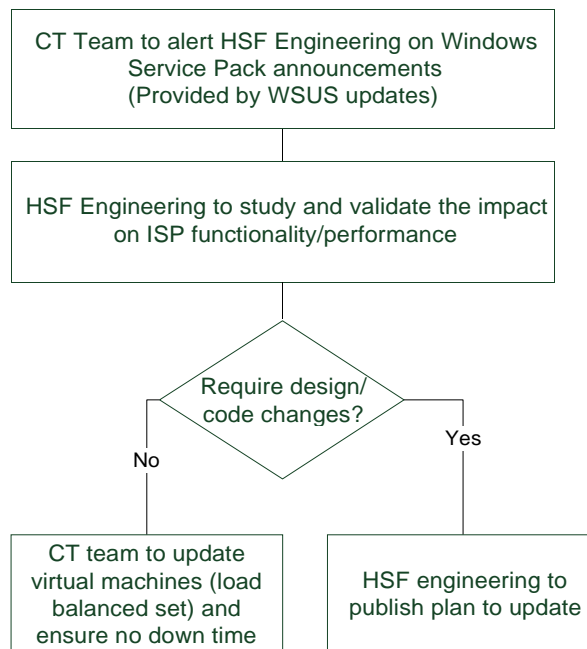 CT Team to alert HSF Engineering on Windows
Service Pack announcements
(Provided by WSUS updates)
HSF Engineering to study and validate the impact
on ISP functionality/performance
Require design/
code changes?
No
Yes
CT team to update
virtual machines (load
balanced set) and
ensure no down time
HSF engineering to
publish plan to update